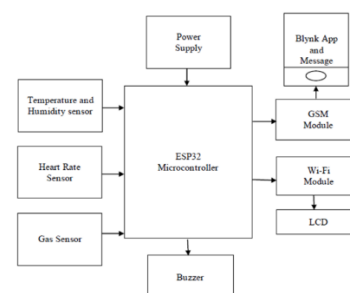 Power
Supply
Blynk App
and
Message
Temperature and
Humidity sensor
GSM
Module
ESP32
Microcontroller
Heart Rate
Sensor
Wi-Fi
Module
LCD
Gas Sensor
Buzzer